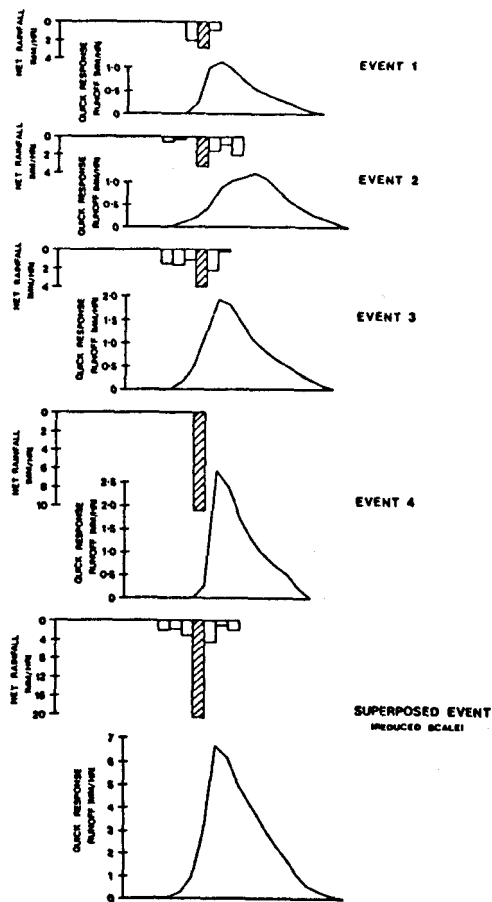 NET RAINFALL
(MM/HR)
0
2
4
QUICK RESPONSE
RUNOFF (MM/HR)
1·0
0·5
0
EVENT 1
NET RAINFALL
(MM/HR)
0
2
4
QUICK RESPONSE
RUNOFF (MM/HR)
1·0
0·5
0
EVENT 2
NET RAINFALL
(MM/HR)
0
2
4
QUICK RESPONSE
RUNOFF (MM/HR)
2·0
1·5
1·0
0·5
0
EVENT 3
NET RAINFALL
(MM/HR)
0
2
4
6
8
10
QUICK RESPONSE
RUNOFF (MM/HR)
2·5
2·0
1·5
1·0
0·5
0
EVENT 4
NET RAINFALL
(MM/HR)
0
4
8
12
16
20
SUPERPOSED EVENT
(REDUCED SCALE)
QUICK RESPONSE
RUNOFF (MM/HR)
7
6
5
4
3
2
1
0